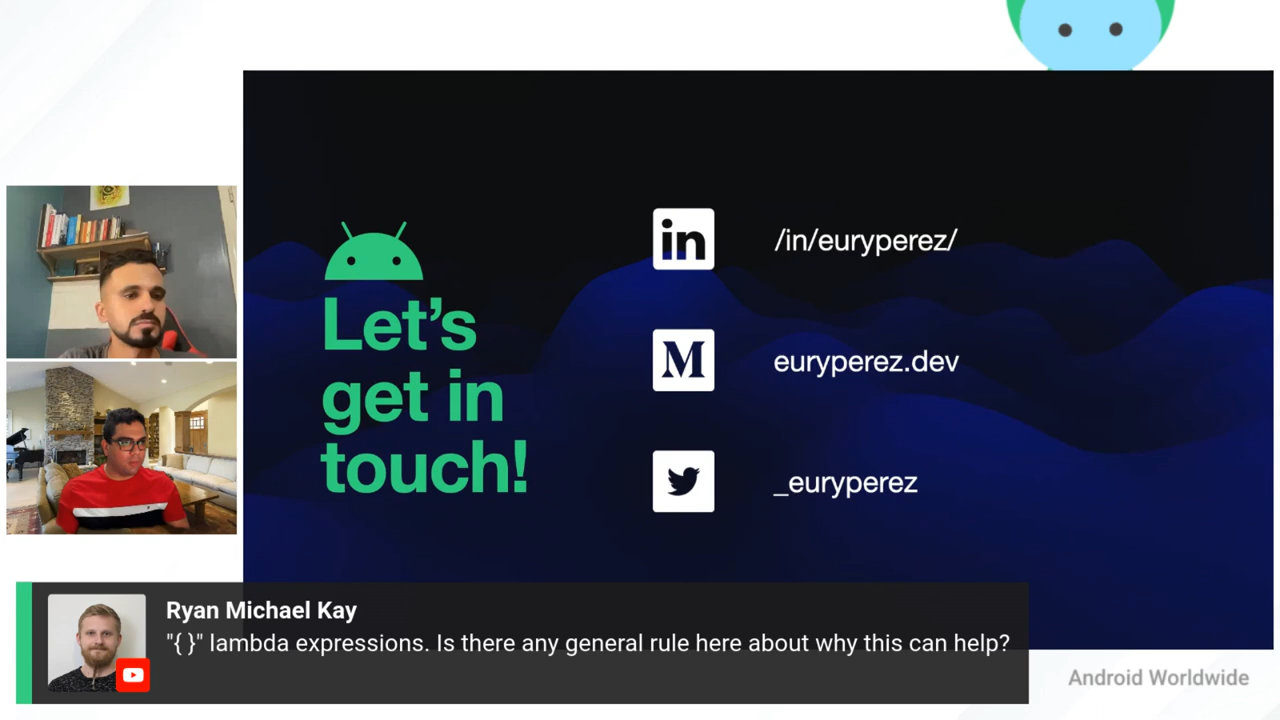 Let's
get in
touch!
in
/in/euryperez/
M
euryperez.dev
_euryperez
Ryan Michael Kay
"{ }" lambda expressions. Is there any general rule here about why this can help?
Android Worldwide